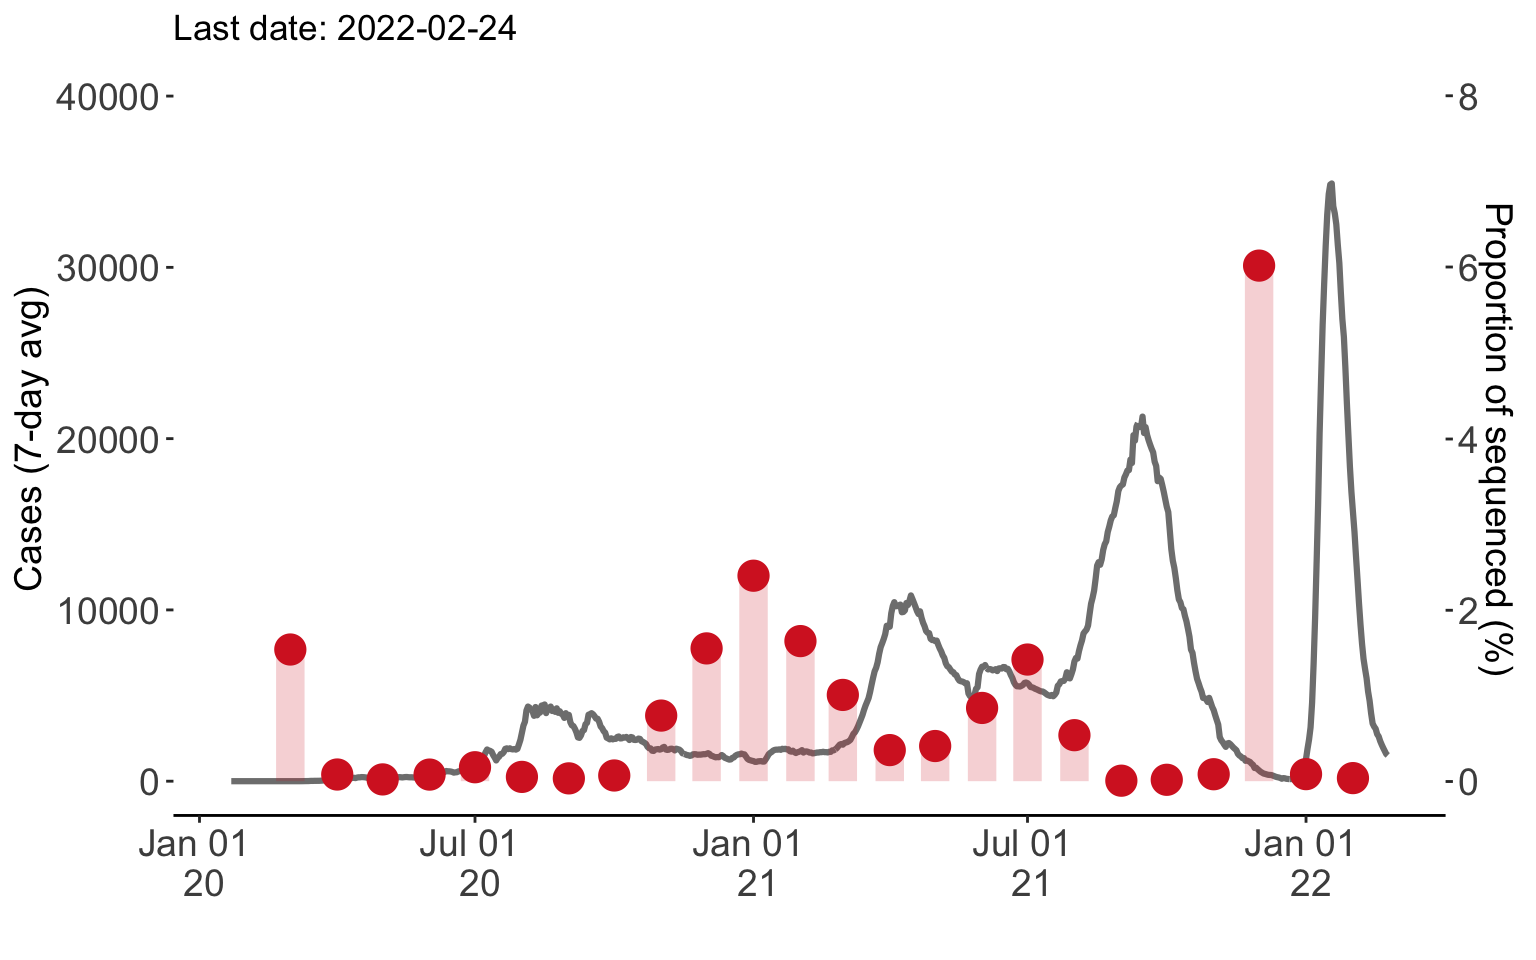 Last date: 2022-02-24
Cases (7-day avg)
40000
30000
20000
10000
0
8
6
4
2
0
Proportion of sequenced (%)
Jan 01
20
Jul 01
20
Jan 01
21
Jul 01
21
Jan 01
22